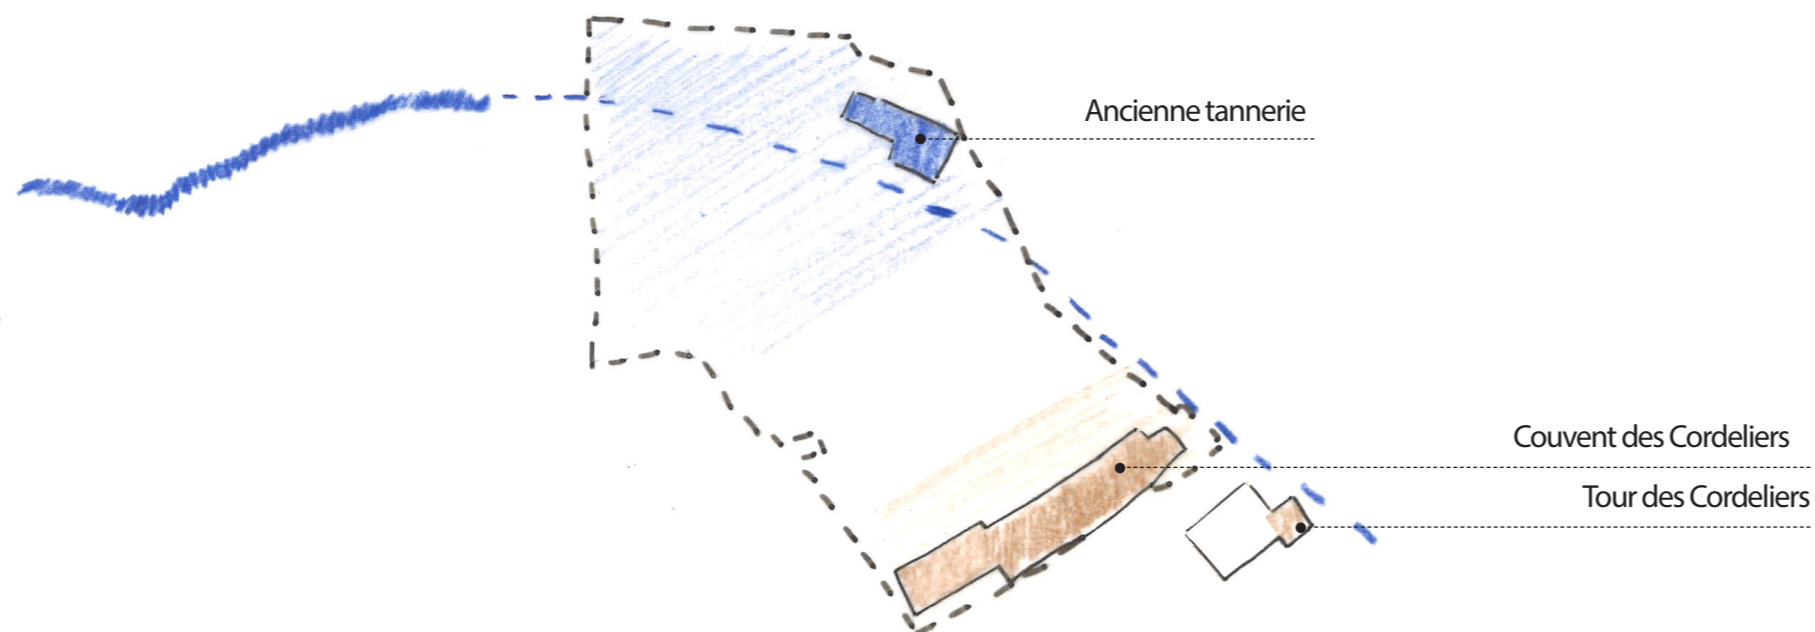 Ancienne tannerie
Couvent des Cordeliers
Tour des Cordeliers